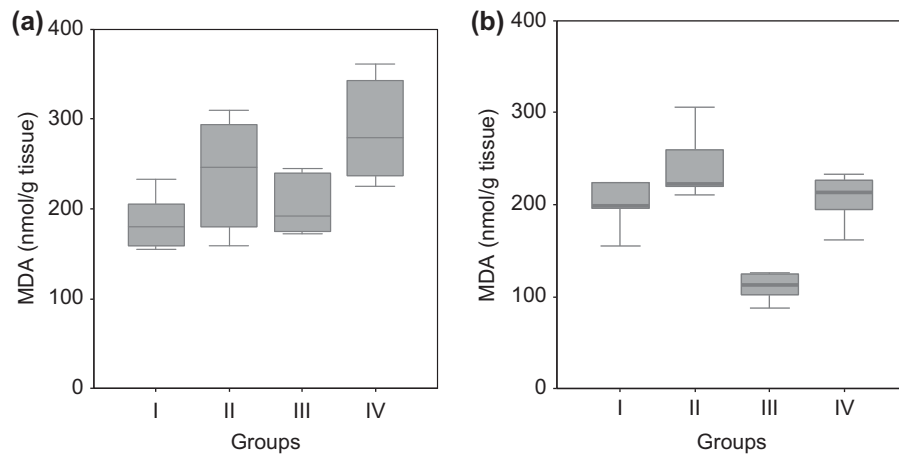 (a)
MDA (nmol/g tissue)
400
300
200
100
0
I II III IV
Groups
(b)
MDA (nmol/g tissue)
400
300
200
100
0
I II III IV
Groups